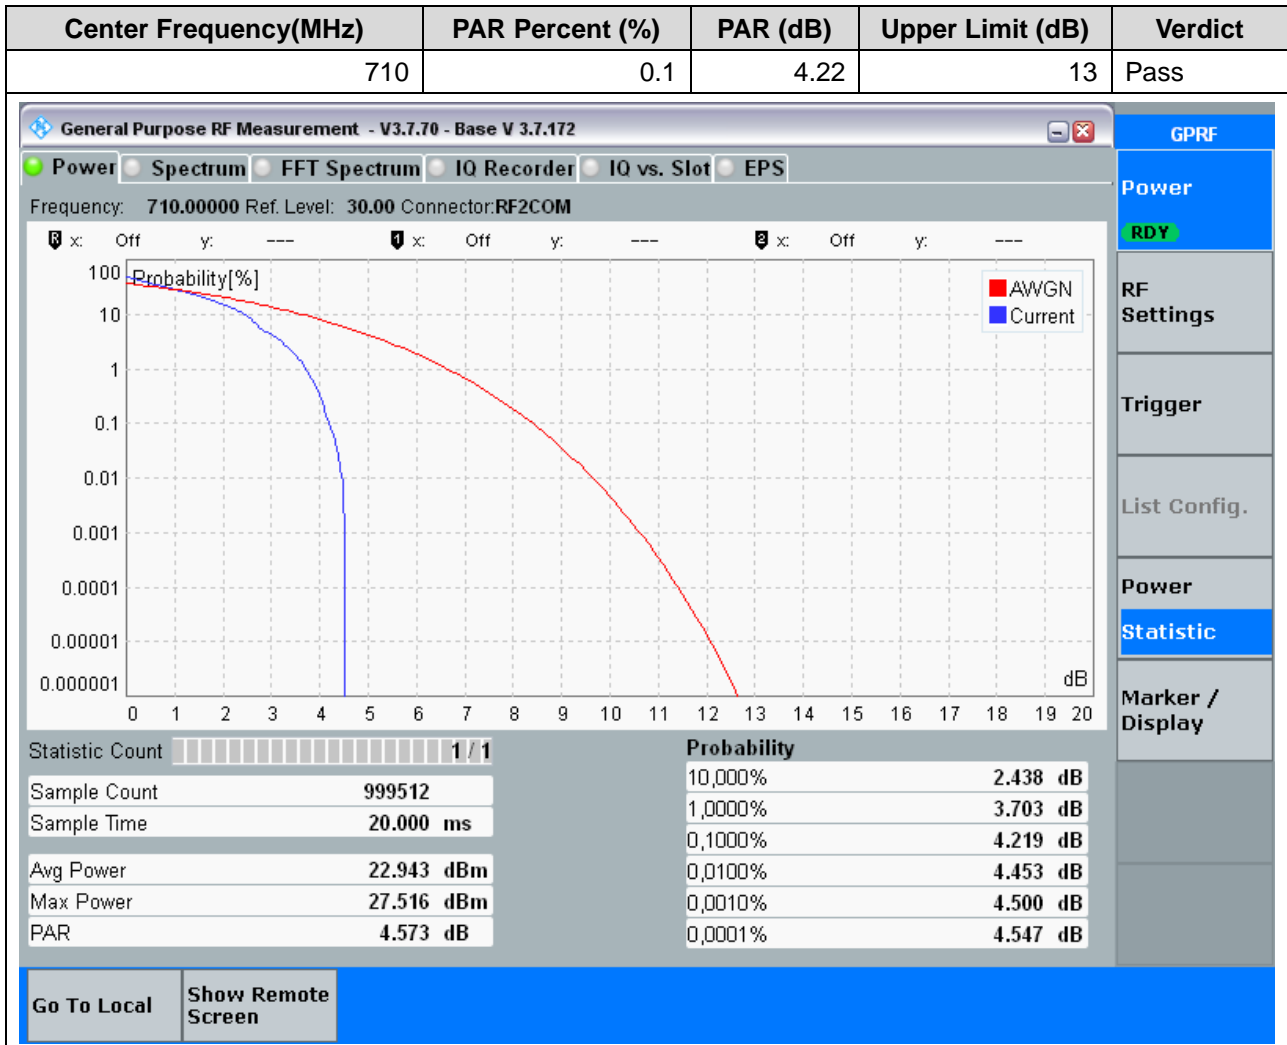 Center Frequency(MHz) PAR Percent (%) PAR (dB) Upper Limit (dB) Verdict
710 0.1 4.22 13 Pass
General Purpose RF Measurement - V3.7.70 - Base V 3.7.172
GPRF
Power Spectrum FFT Spectrum IQ Recorder IQ vs. Slot EPS
Frequency: 710.00000 Ref. Level: 30.00 Connector:RF2COM
R x: Off y: --- 1 x: Off y: --- 2 x: Off y: ---
Probability[%]
AWGN
Current
100
10
1
0.1
0.01
0.001
0.0001
0.00001
0.000001
dB
0 1 2 3 4 5 6 7 8 9 10 11 12 13 14 15 16 17 18 19 20
Statistic Count 1 / 1
Sample Count 999512
Sample Time 20.000 ms
Avg Power 22.943 dBm
Max Power 27.516 dBm
PAR 4.573 dB
Probability
10,000% 2.438 dB
1,0000% 3.703 dB
0,1000% 4.219 dB
0,0100% 4.453 dB
0,0010% 4.500 dB
0,0001% 4.547 dB
Power
RDY
RF
Settings
Trigger
List Config.
Power
Statistic
Marker /
Display
Go To Local
Show Remote
Screen